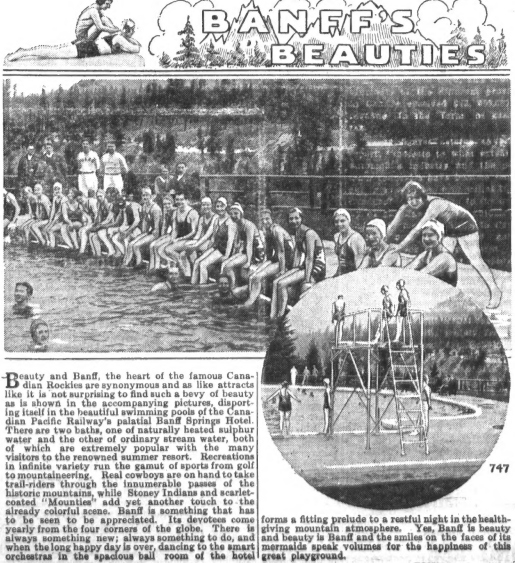 BANFF'S
BEAUTIES
Beauty and Banff, the heart of the famous Cana-
dian Rockies are synonymous and as like attracts
like it is not surprising to find such a bevy of beauty
as is shown in the accompanying pictures, disport-
ing itself in the beautiful swimming pools of the Cana-
dian Pacific Railway's palatial Banff Springs Hotel.
There are two baths, one of naturally heated sulphur
water and the other of ordinary stream water, both
of which are extremely popular with the many
visitors to the renowned summer resort. Recreations
in infinite variety run the gamut of sports from golf
to mountaineering. Real cowboys are on hand to take
trail-riders through the innumerable passes of the
historic mountains, while Stoney Indians and scarlet-
coated "Mounties" add yet another touch to the
already colorful scene. Banff is something that has
to be seen to be appreciated. Its devotees come
yearly from the four corners of the globe. There is
always something new; always something to do, and
when the long happy day is over, dancing to the smart
orchestras in the spacious ball room of the hotel
747
forms a fitting prelude to a restful night in the health-
giving mountain atmosphere. Yes, Banff is beauty
and beauty is Banff and the smiles on the faces of its
mermaids speak volumes for the happiness of this
great playground.